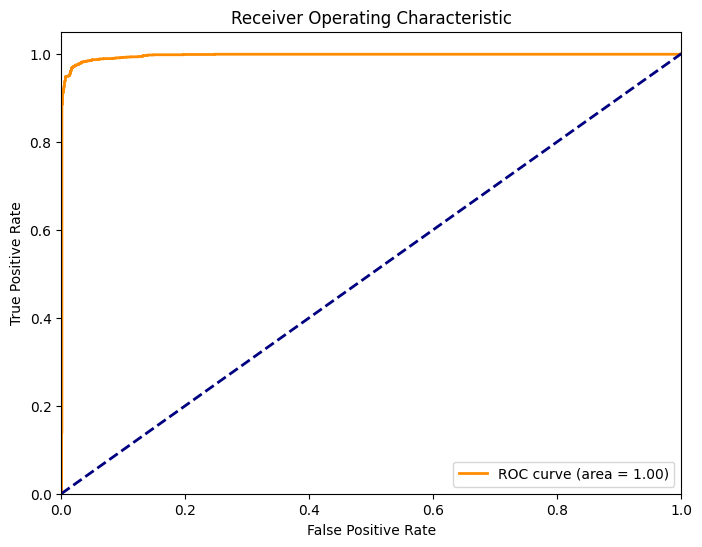 Receiver Operating Characteristic
True Positive Rate
1.0
0.8
0.6
0.4
0.2
0.0
0.0 0.2 0.4 0.6 0.8 1.0
False Positive Rate
ROC curve (area = 1.00)